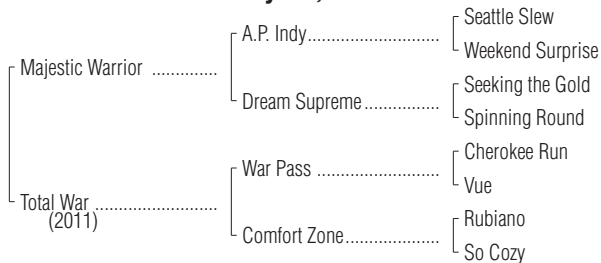 Seattle Slew
A.P. Indy
Weekend Surprise
Majestic Warrior
Seeking the Gold
Dream Supreme
Spinning Round
Cherokee Run
War Pass
Vue
Total War
(2011)
Rubiano
Comfort Zone
So Cozy